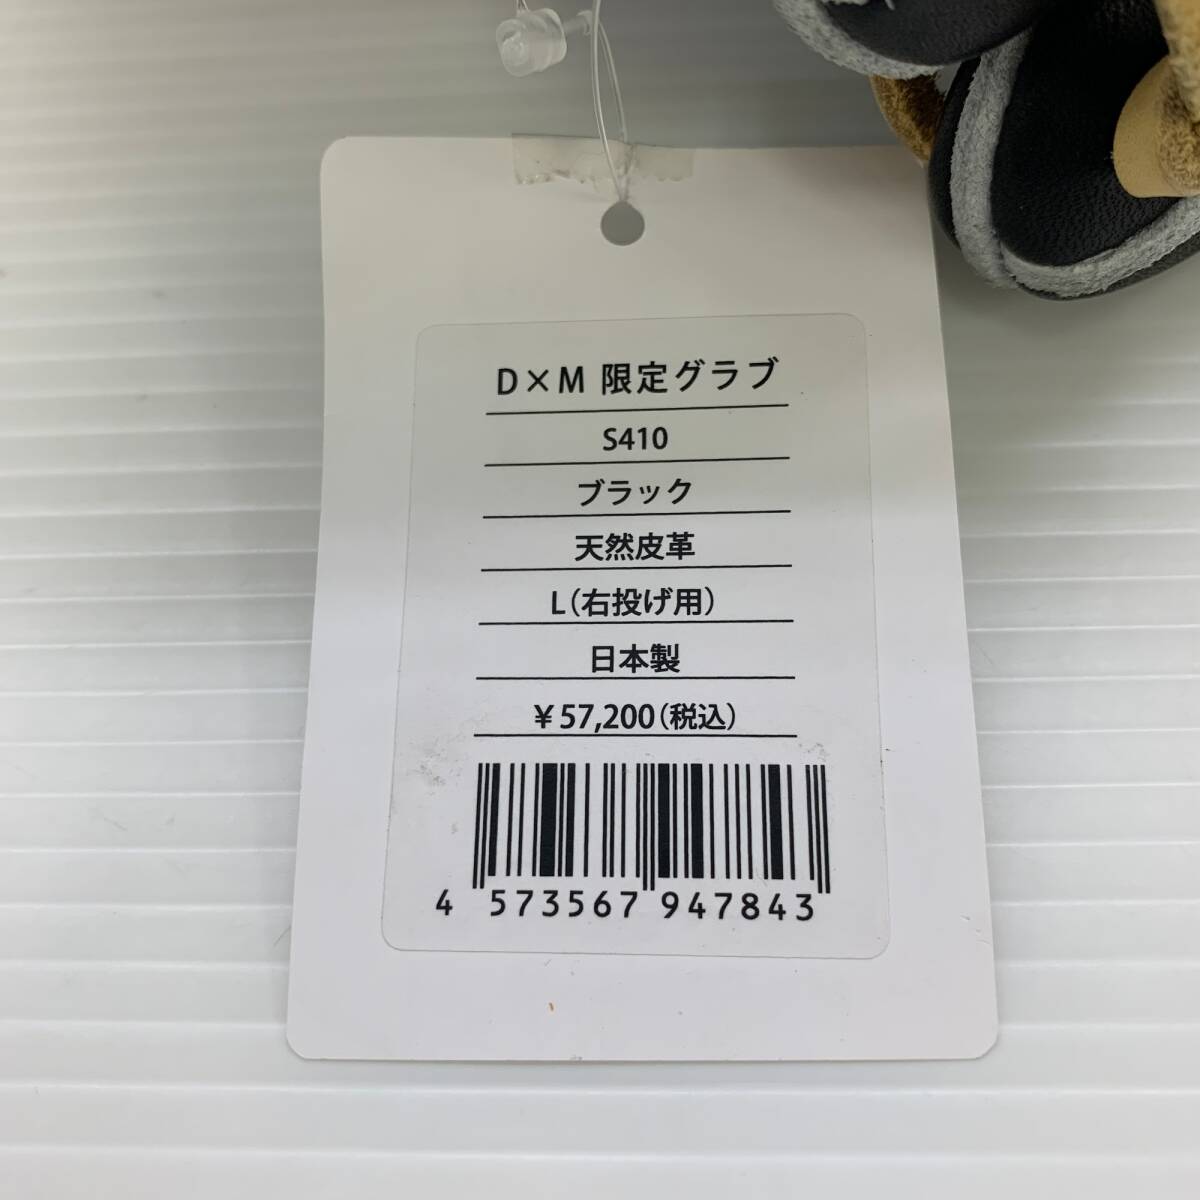 D×M 限定グラブ
S410
ブラック
天然皮革
L(右投げ用)
日本製
¥57,200(税込)
4 573567 947843